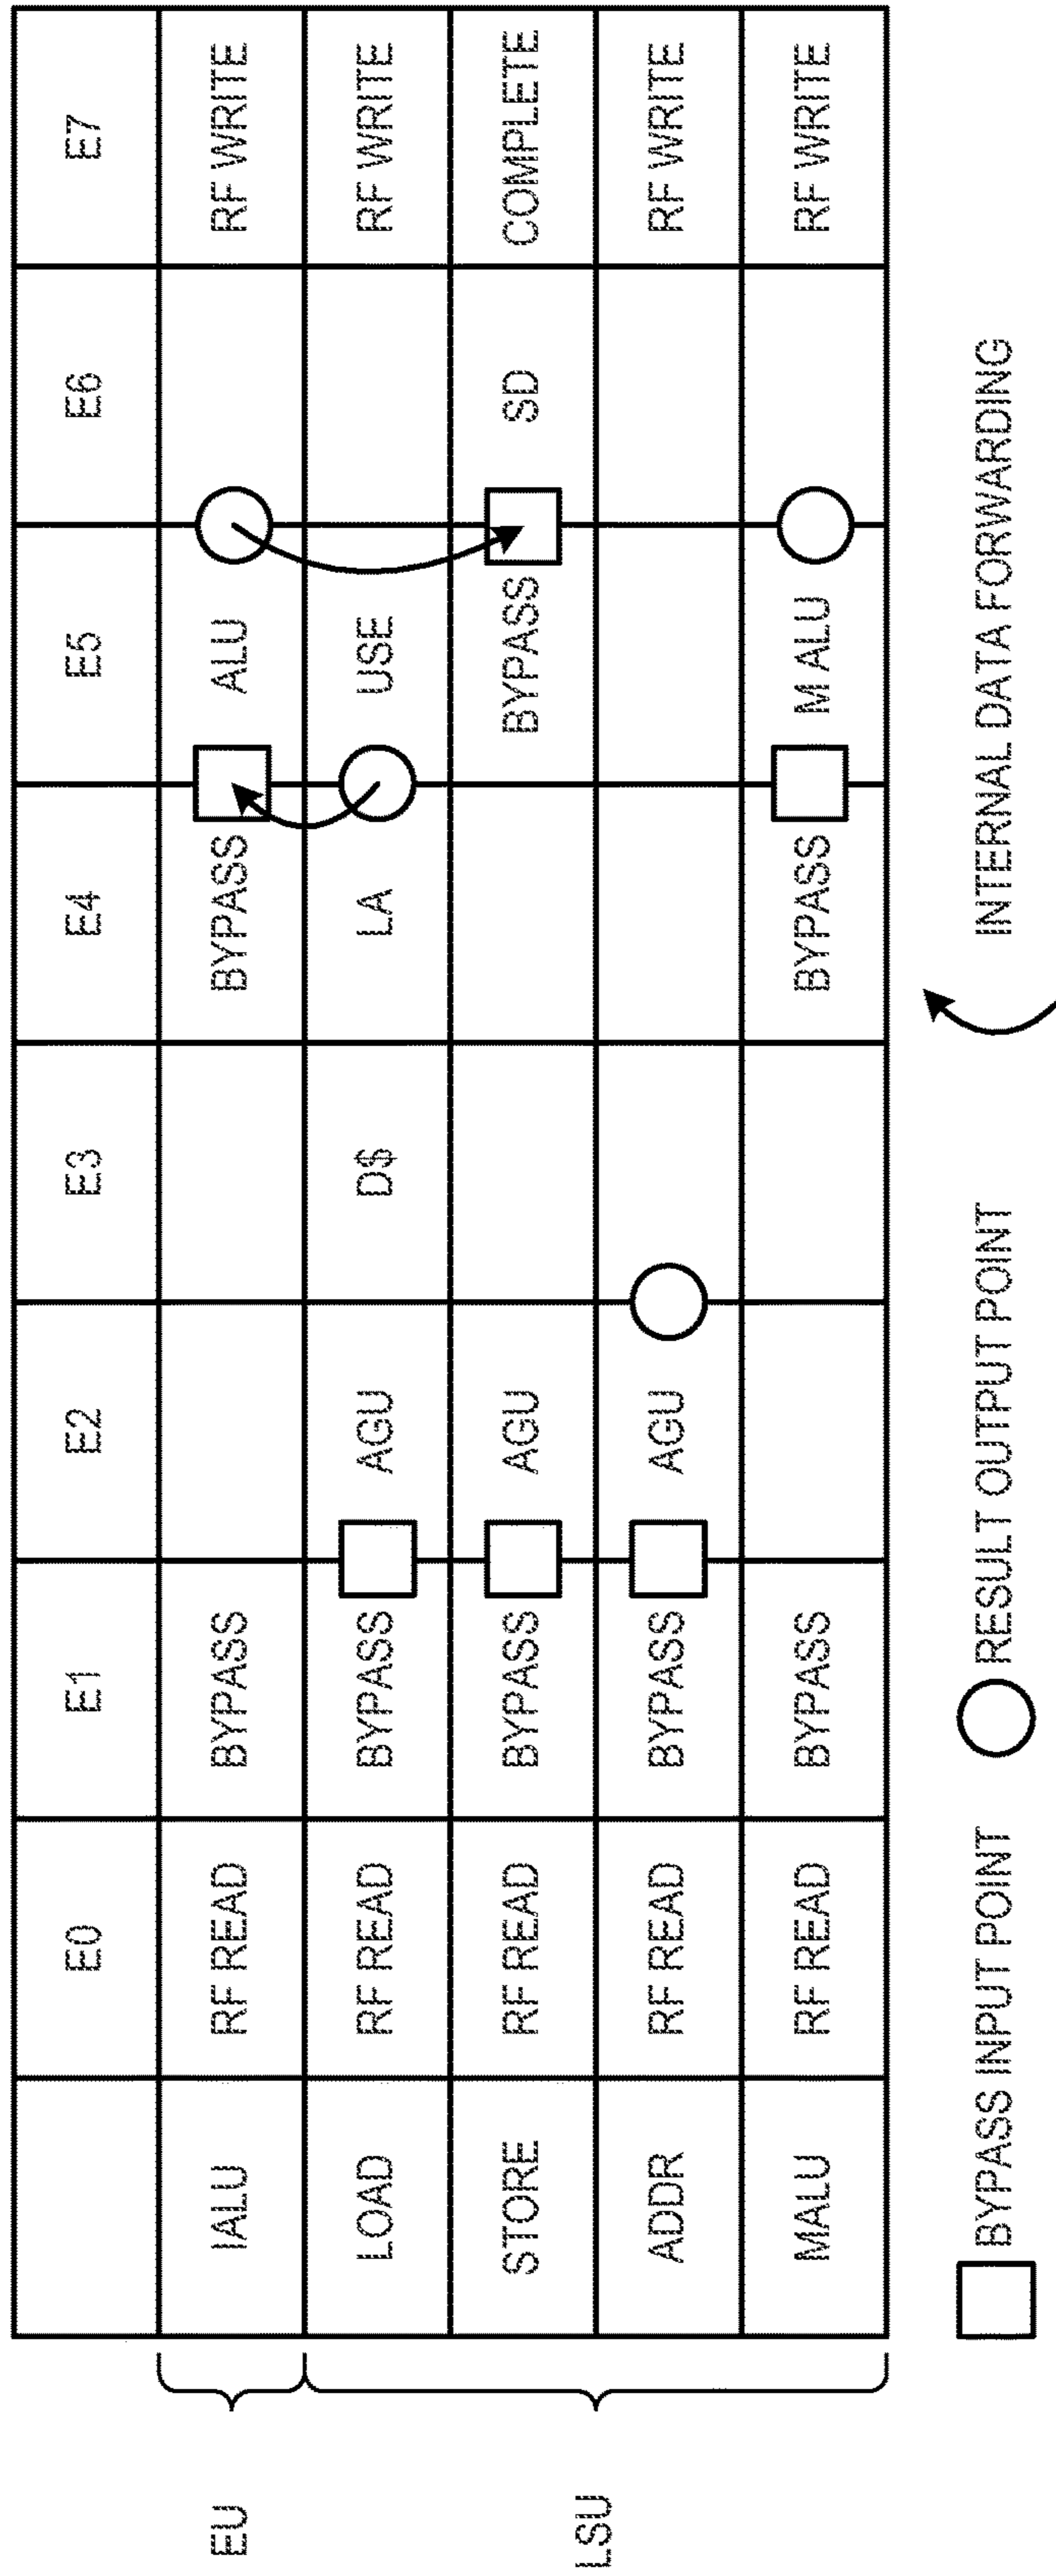 E0 E1 E2 E3 E4 E5 E6 E7
EU IALU RF READ BYPASS BYPASS ALU RF WRITE
LOAD RF READ BYPASS AGU D$ LA USE RF WRITE
LSU STORE RF READ BYPASS AGU BYPASS SD COMPLETE
ADDR RF READ BYPASS AGU RF WRITE
MALU RF READ BYPASS BYPASS M ALU RF WRITE
BYPASS INPUT POINT RESULT OUTPUT POINT INTERNAL DATA FORWARDING